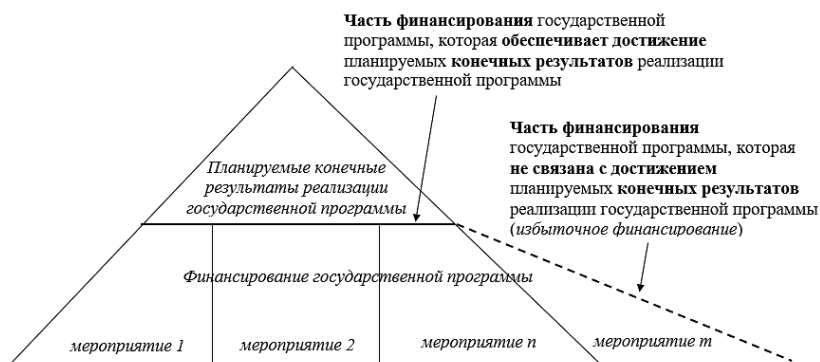 Часть финансирования государственной
программы, которая обеспечивает достижение
планируемых конечных результатов реализации
государственной программы
Часть финансирования
государственной программы, которая
не связана с достижением
планируемых конечных результатов
реализации государственной программы
(избыточное финансирование)
Планируемые конечные
результаты реализации
государственной программы
Финансирование государственной программы
мероприятие 1
мероприятие 2
мероприятие n
мероприятие m